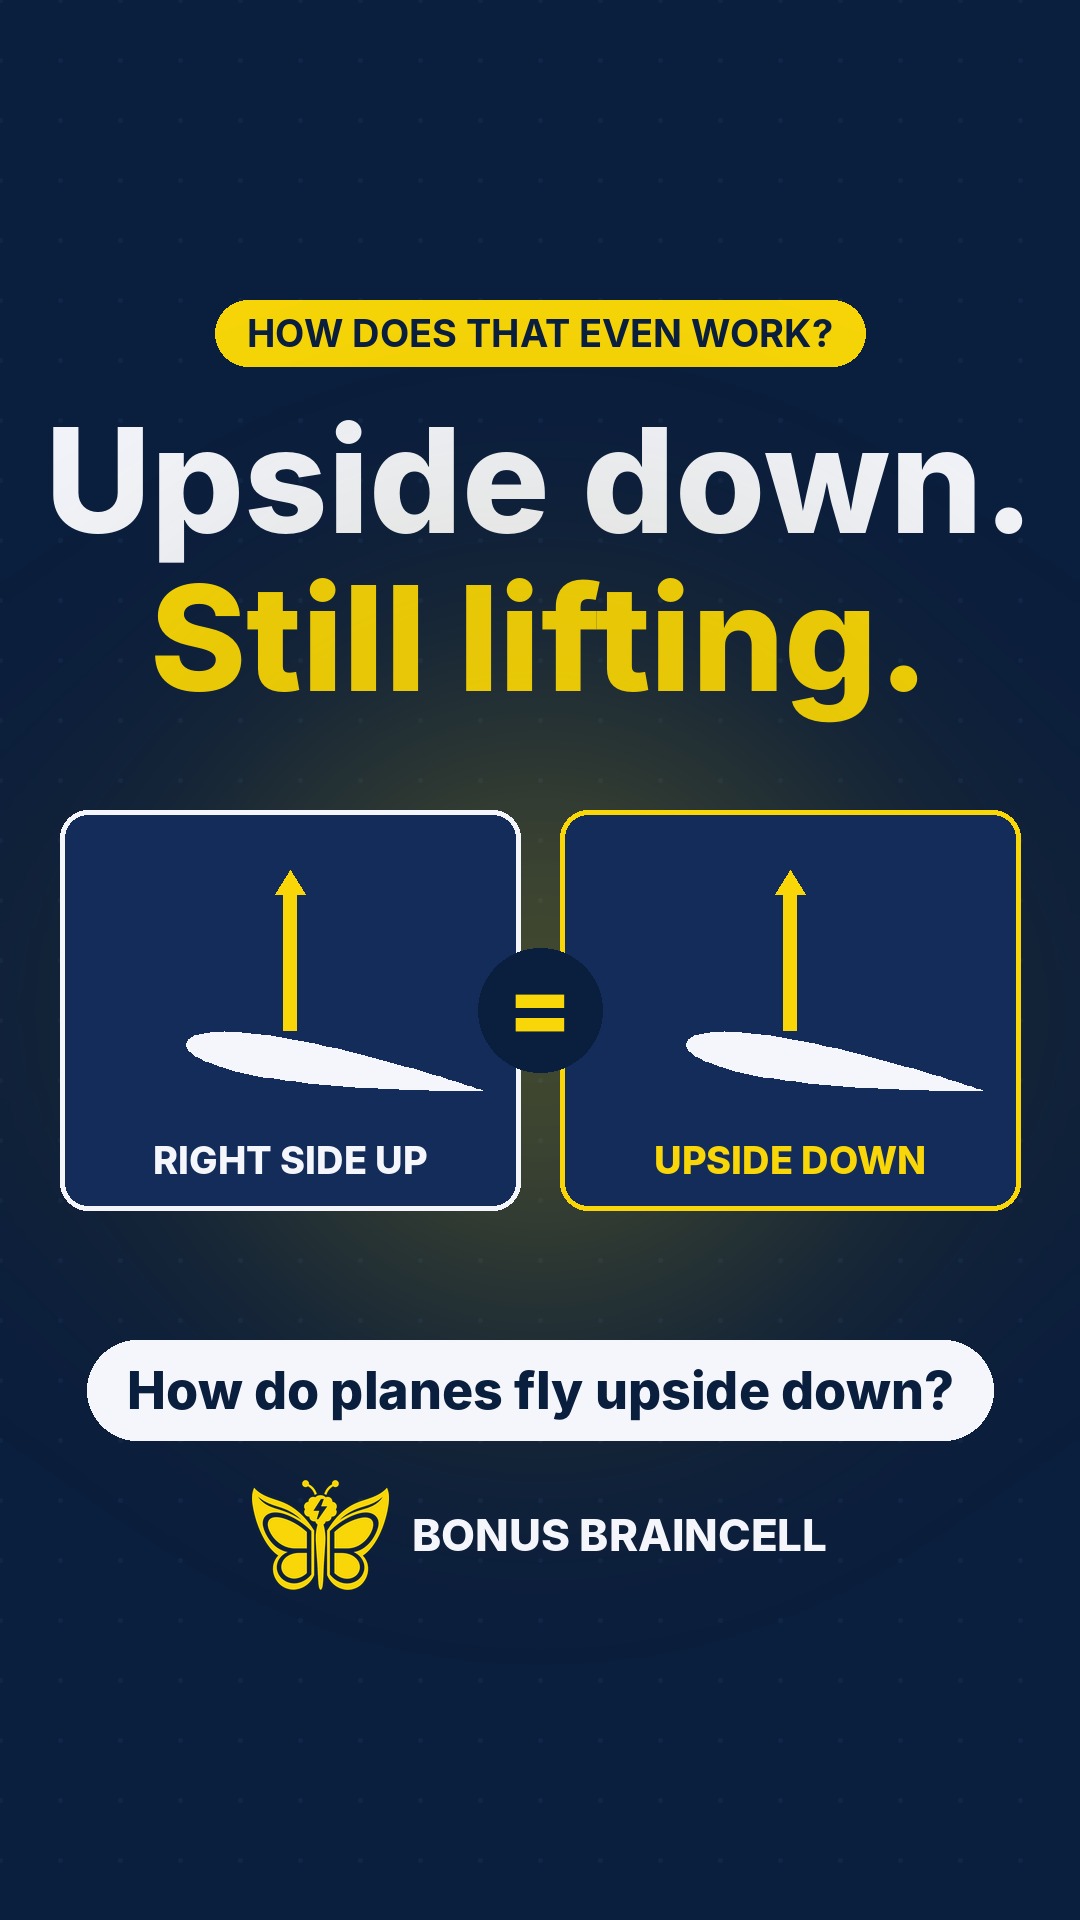 HOW DOES THAT EVEN WORK?
Upside down.
Still lifting.
=
RIGHT SIDE UP
UPSIDE DOWN
How do planes fly upside down?
BONUS BRAINCELL